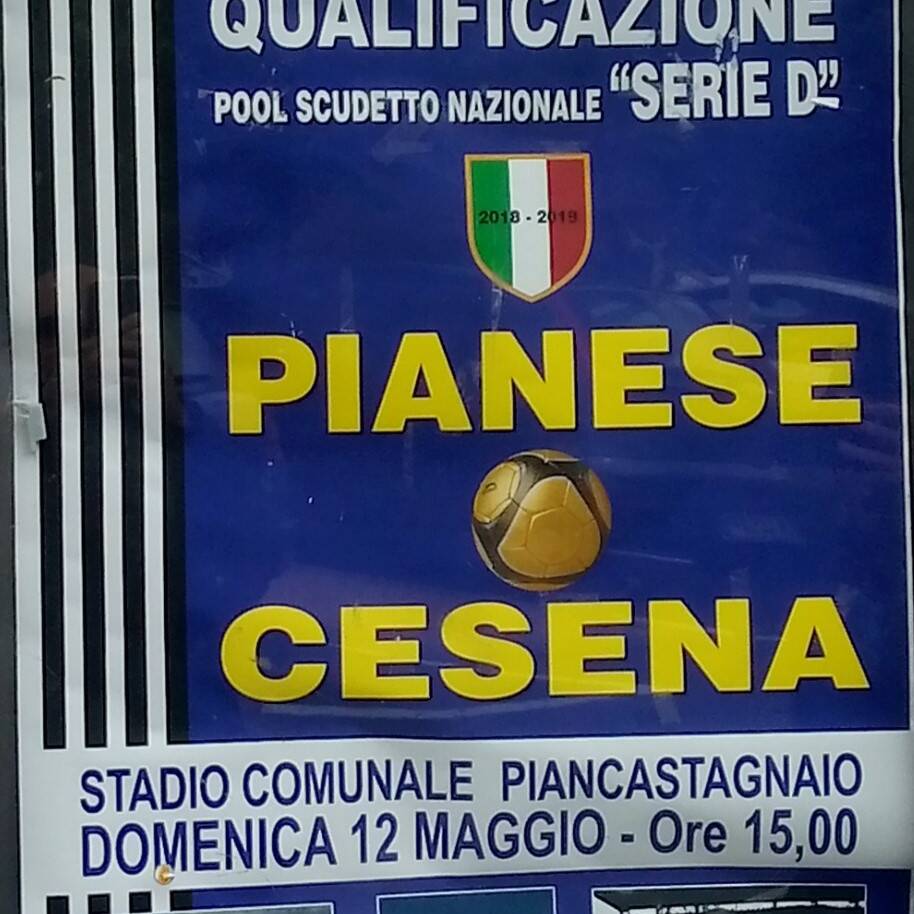 QUALIFICAZIONE
POOL SCUDETTO NAZIONALE "SERIE D"
2018 - 2019
PIANESE
CESENA
STADIO COMUNALE PIANCASTAGNAIO
DOMENICA 12 MAGGIO - Ore 15,00